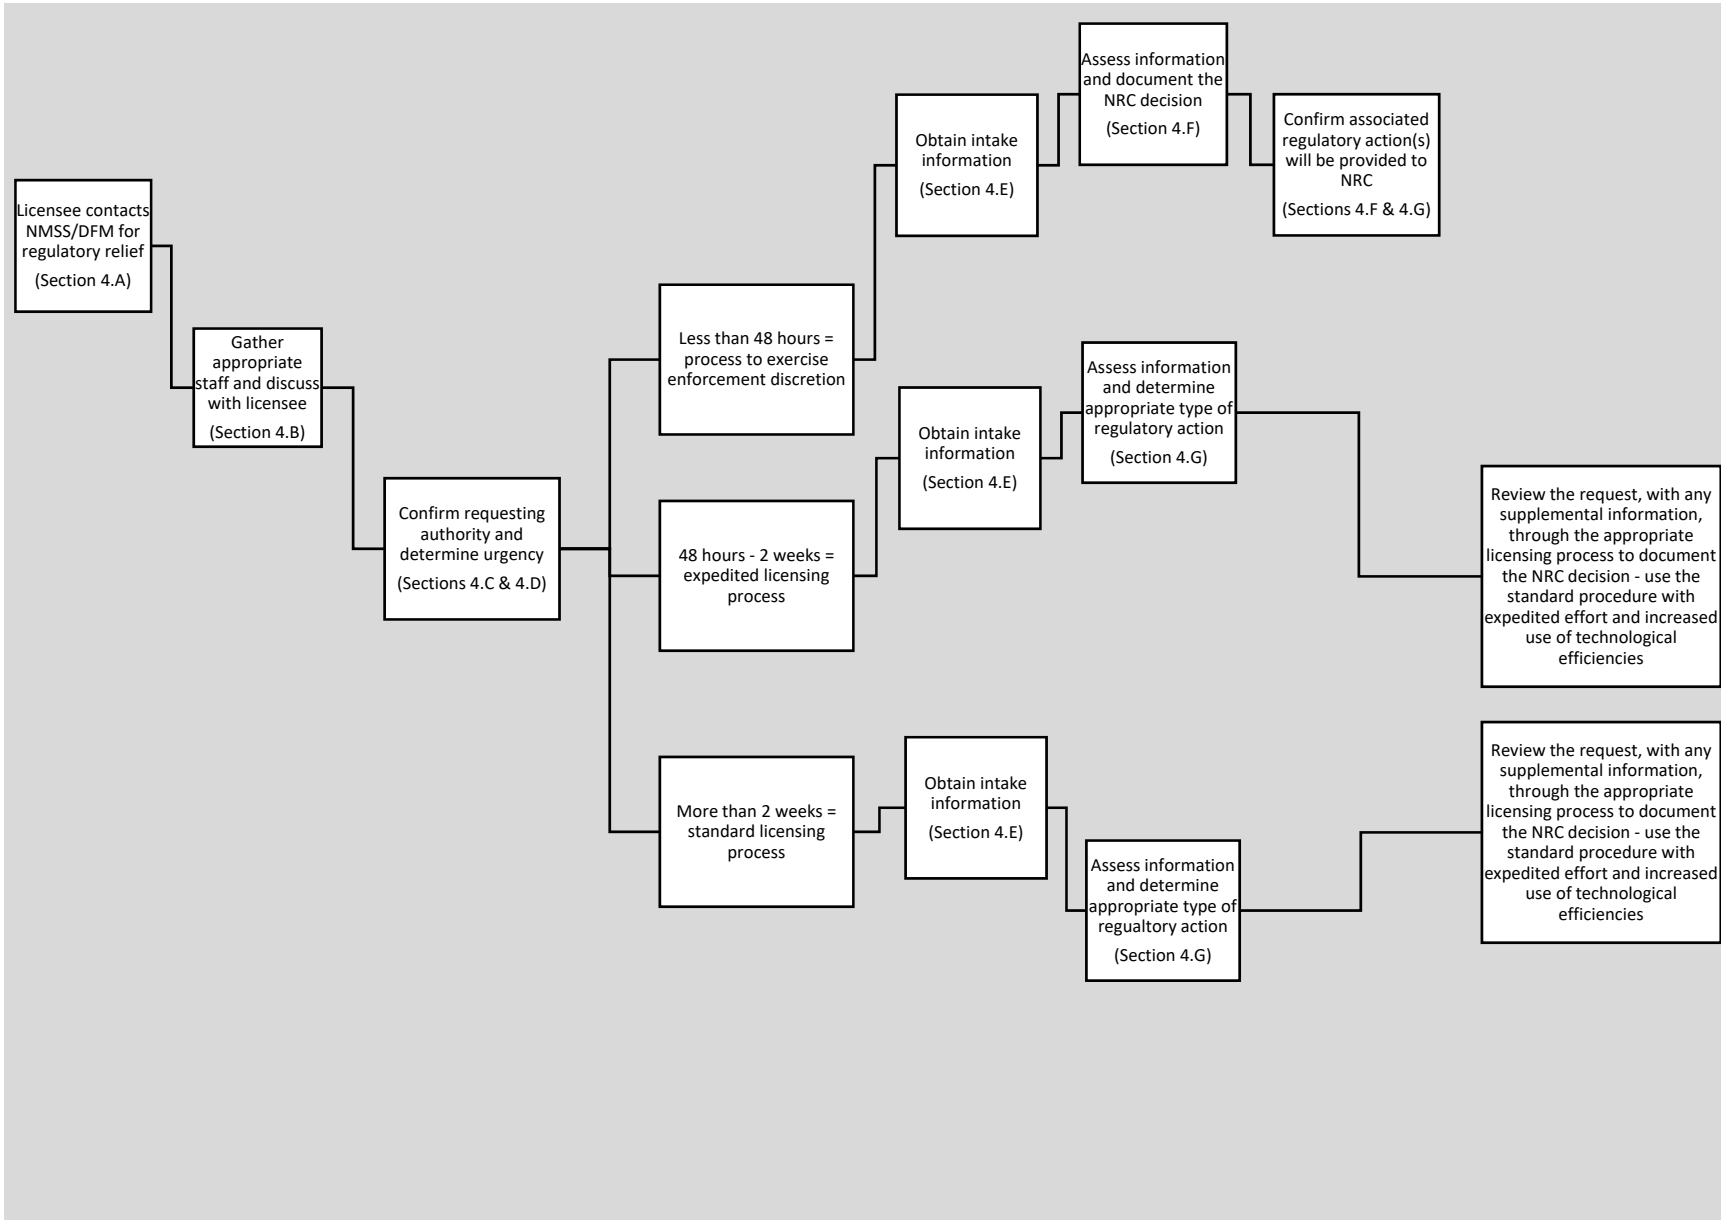 Licensee contacts
NMSS/DFM for
regulatory relief
(Section 4.A)
Gather
appropriate
staff and discuss
with licensee
(Section 4.B)
Confirm requesting
authority and
determine urgency
(Sections 4.C & 4.D)
Less than 48 hours =
process to exercise
enforcement discretion
Obtain intake
information
(Section 4.E)
Assess information
and document the
NRC decision
(Section 4.F)
Confirm associated
regulatory action(s)
will be provided to
NRC
(Sections 4.F & 4.G)
48 hours - 2 weeks =
expedited licensing
process
Obtain intake
information
(Section 4.E)
Assess information
and determine
appropriate type of
regulatory action
(Section 4.G)
Review the request, with any
supplemental information,
through the appropriate
licensing process to document
the NRC decision - use the
standard procedure with
expedited effort and increased
use of technological
efficiencies
More than 2 weeks =
standard licensing
process
Obtain intake
information
(Section 4.E)
Assess information
and determine
appropriate type of
regualtory action
(Section 4.G)
Review the request, with any
supplemental information,
through the appropriate
licensing process to document
the NRC decision - use the
standard procedure with
expedited effort and increased
use of technological
efficiencies